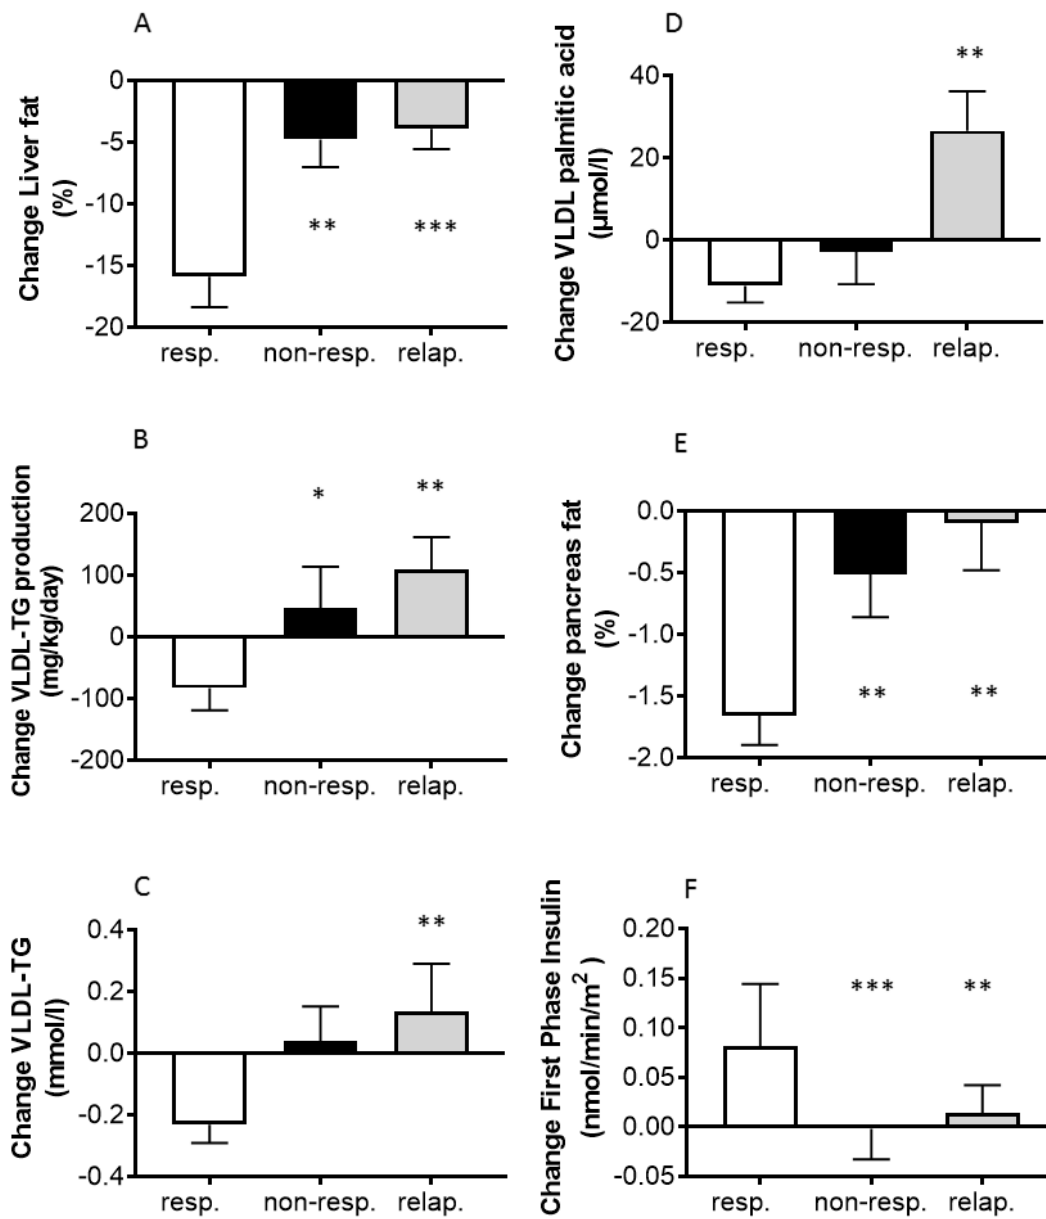 A
Change Liver fat
(%)
0
-5
-10
-15
-20
**
***
resp.
non-resp.
relap.
D
Change VLDL palmitic acid
(µmol/l)
40
20
0
-20
**
resp.
non-resp.
relap.
B
Change VLDL-TG production
(mg/kg/day)
200
100
0
-100
-200
*
**
resp.
non-resp.
relap.
E
Change pancreas fat
(%)
0.0
-0.5
-1.0
-1.5
-2.0
**
**
resp.
non-resp.
relap.
C
Change VLDL-TG
(mmol/l)
0.4
0.2
0.0
-0.2
-0.4
**
resp.
non-resp.
relap.
F
Change First Phase Insulin
(nmol/min/m²)
0.20
0.15
0.10
0.05
0.00
-0.05
***
**
resp.
non-resp.
relap.